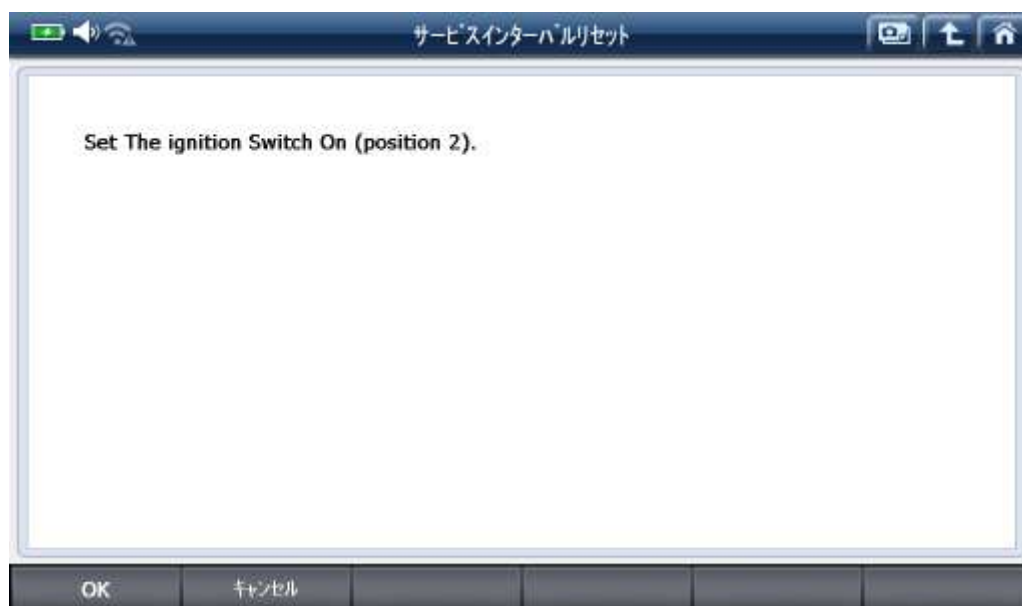 サービスインターバルリセット
Set The ignition Switch On (position 2).
OK
キャンセル